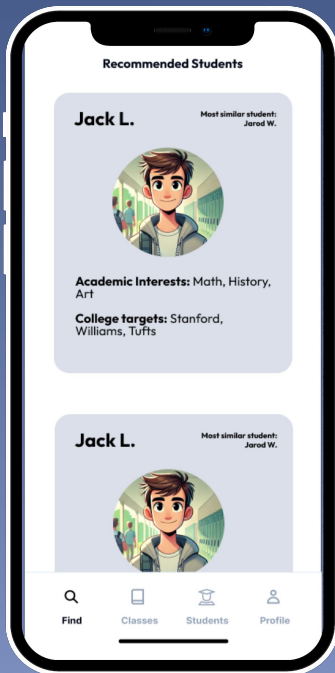 Recommended Students
Jack L.
Most similar student:
Jarod W.
Academic Interests: Math, History,
Art
College targets: Stanford,
Williams, Tufts
Jack L.
Most similar student:
Jarod W.
Find
Classes
Students
Profile